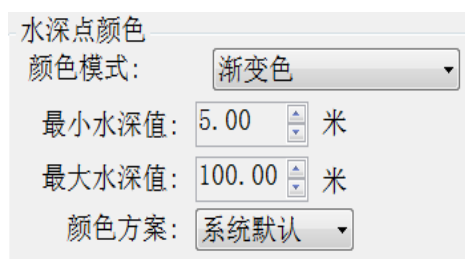 水深点颜色
颜色模式: 渐变色
最小水深值: 5.00 米
最大水深值: 100.00 米
颜色方案: 系统默认